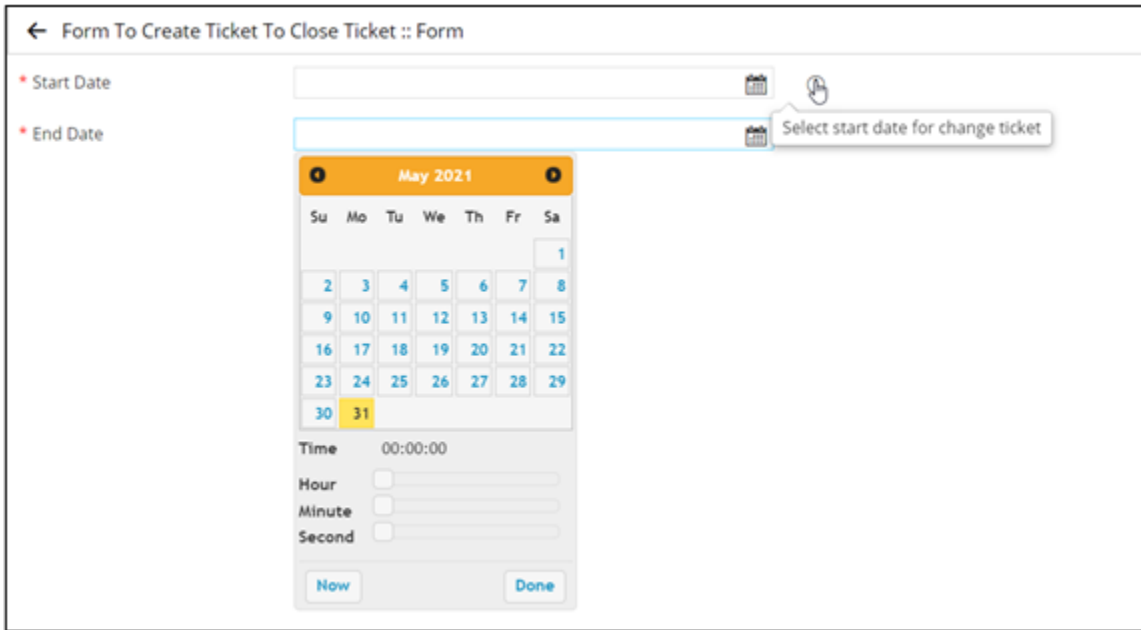 Form To Create Ticket To Close Ticket :: Form
* Start Date
Select start date for change ticket
* End Date
May 2021
Su Mo Tu We Th Fr Sa
1
2 3 4 5 6 7 8
9 10 11 12 13 14 15
16 17 18 19 20 21 22
23 24 25 26 27 28 29
30 31
Time 00:00:00
Hour
Minute
Second
Now Done